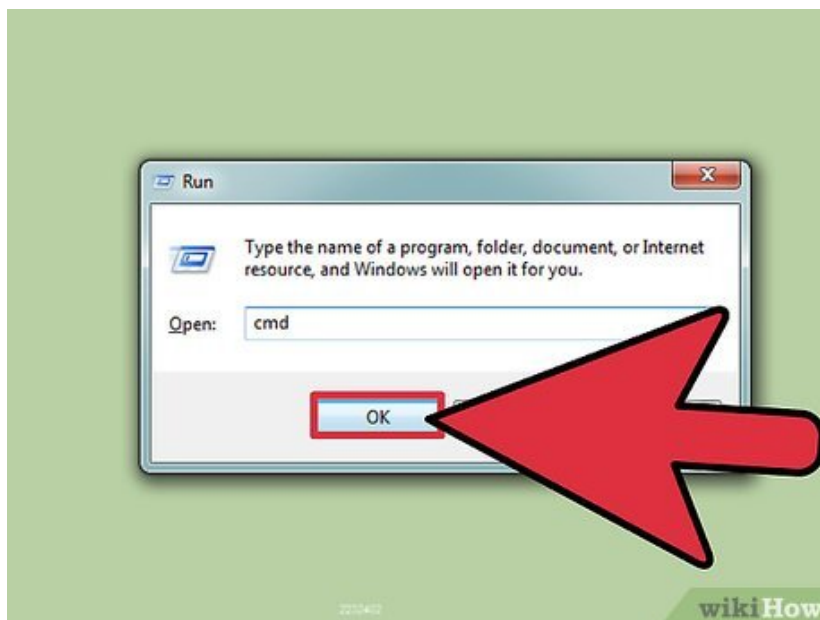 Run
Type the name of a program, folder, document, or Internet
resource, and Windows will open it for you.
Open:
cmd
OK
2232402
wikiHow